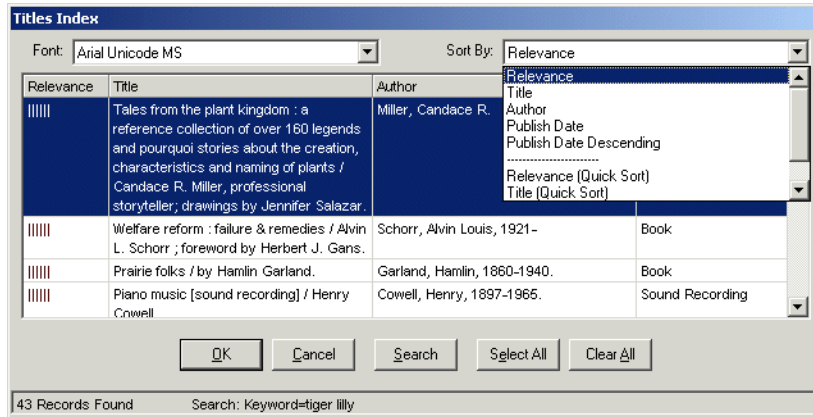 Titles Index
Font: Arial Unicode MS Sort By: Relevance
Relevance
Title
Author
Publish Date
Publish Date Descending
------------------------
Relevance (Quick Sort)
Title (Quick Sort)
Relevance Title Author
Tales from the plant kingdom : a Miller, Candace R.
reference collection of over 160 legends
and pourquoi stories about the creation,
characteristics and naming of plants /
Candace R. Miller, professional
storyteller; drawings by Jennifer Salazar.
Welfare reform : failure & remedies / Alvin Schorr, Alvin Louis, 1921- Book
L. Schorr ; foreword by Herbert J. Gans.
Prairie folks / by Hamlin Garland. Garland, Hamlin, 1860-1940. Book
Piano music [sound recording] / Henry Cowell, Henry, 1897-1965. Sound Recording
Cowell
OK Cancel Search Select All Clear All
43 Records Found Search: Keyword=tiger lilly